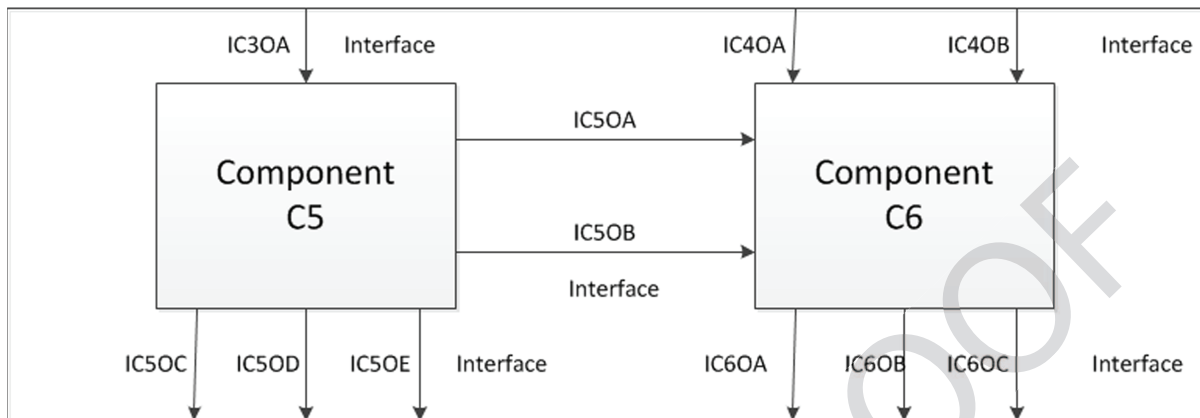 IC3OA Interface IC4OA IC4OB Interface
IC5OA
Component
C5
Component
C6
IC5OB
Interface
IC5OC IC5OD IC5OE Interface IC6OA IC6OB IC6OC Interface
OOF